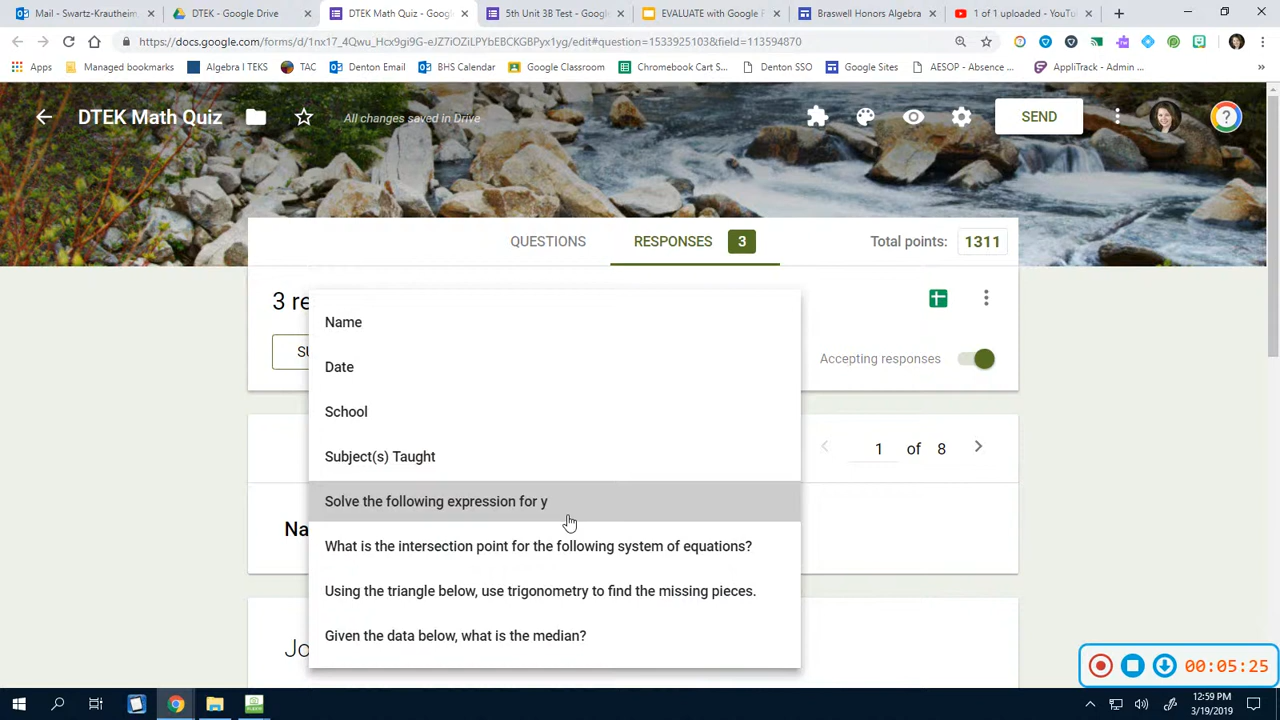 Mail - Swartz-Krautheim
DTEK - Google Drive
DTEK Math Quiz - Goog
5th Unit 3B Test - Google
EVALUATE with Google F
Braswell Honors Algebra
1 of 1 uploaded - YouTu
https://docs.google.com/forms/d/1nx17_4Qwu_Hcx9gi9G-eJZ7iOZiLPYbEBCKGBPyx1yg/edit#question=1533925103&field=113594870
Apps
Managed bookmarks
Algebra I TEKS
TAC
Denton Email
BHS Calendar
Google Classroom
Chromebook Cart S...
Denton SSO
Google Sites
AESOP - Absence ...
AppliTrack - Admin ...
»
DTEK Math Quiz
All changes saved in Drive
SEND
?
QUESTIONS
RESPONSES 3
Total points: 1311
3 re
Name
SU
Accepting responses
Date
School
1 of 8
Subject(s) Taught
Solve the following expression for y
Na
What is the intersection point for the following system of equations?
Using the triangle below, use trigonometry to find the missing pieces.
Given the data below, what is the median?
Jo
00:05:25
12:59 PM
3/19/2019